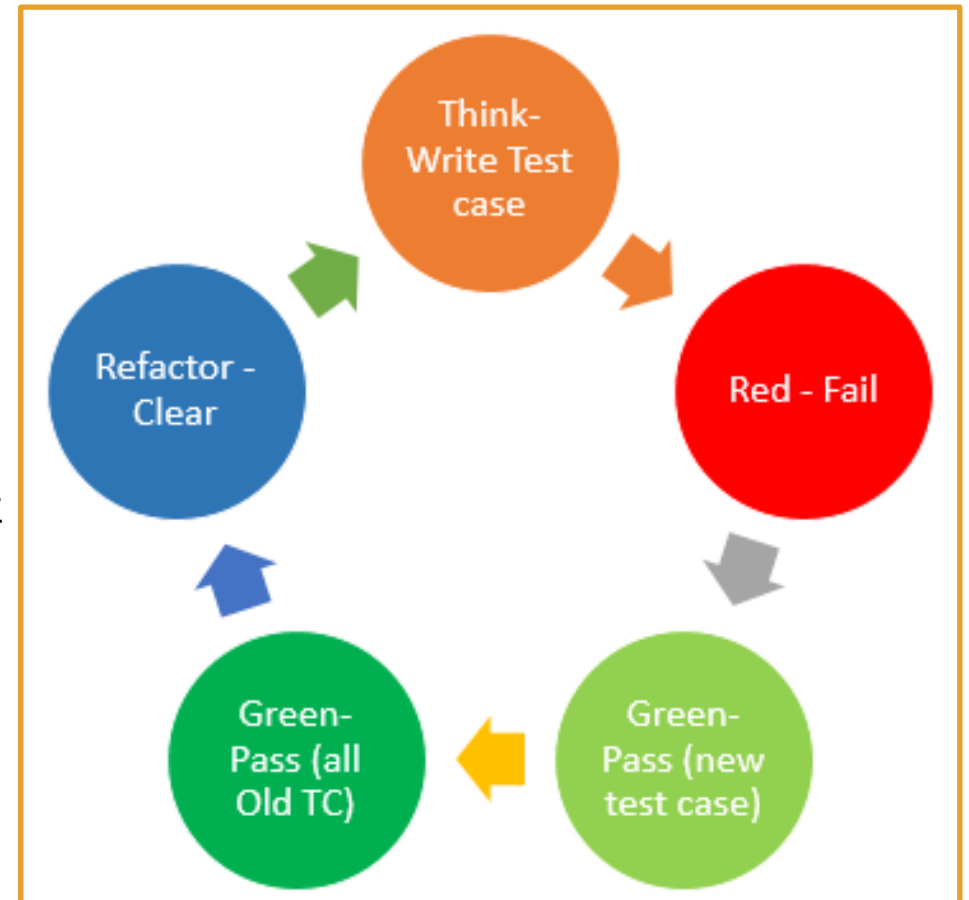 Think-
Write Test
case
Red - Fail
Green-
Pass (new
test case)
Green-
Pass (all
Old TC)
Refactor -
Clear